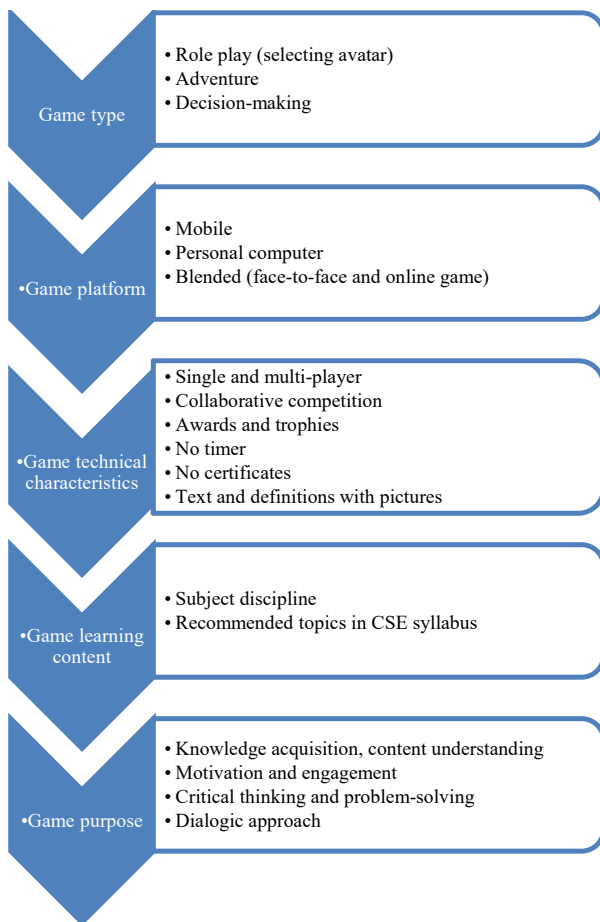 Game type
• Role play (selecting avatar)
• Adventure
• Decision-making
•Game platform
• Mobile
• Personal computer
• Blended (face-to-face and online game)
•Game technical
characteristics
• Single and multi-player
• Collaborative competition
• Awards and trophies
• No timer
• No certificates
• Text and definitions with pictures
•Game learning
content
• Subject discipline
• Recommended topics in CSE syllabus
•Game purpose
• Knowledge acquisition, content understanding
• Motivation and engagement
• Critical thinking and problem-solving
• Dialogic approach